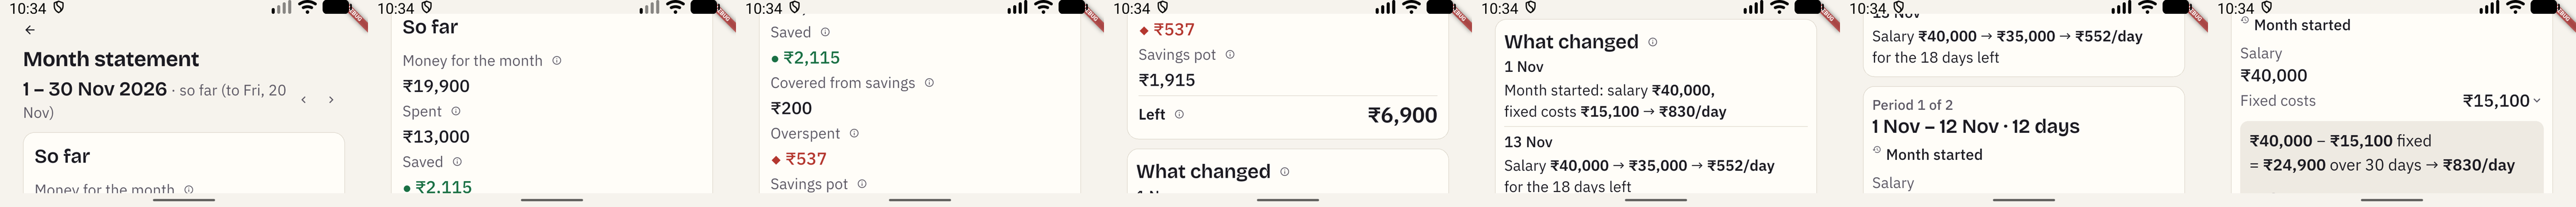 10:34
Month statement
1 – 30 Nov 2026 · so far (to Fri, 20
Nov)
So far
Money for the month
10:34
So far
Money for the month
₹19,900
Spent
₹13,000
Saved
₹2,115
10:34
Saved
₹2,115
Covered from savings
₹200
Overspent
₹537
Savings pot
10:34
₹537
Savings pot
₹1,915
Left ₹6,900
What changed
10:34
What changed
1 Nov
Month started: salary ₹40,000,
fixed costs ₹15,100 → ₹830/day
13 Nov
Salary ₹40,000 → ₹35,000 → ₹552/day
for the 18 days left
10:34
13 Nov
Salary ₹40,000 → ₹35,000 → ₹552/day
for the 18 days left
Period 1 of 2
1 Nov – 12 Nov · 12 days
Month started
Salary
10:34
Month started
Salary
₹40,000
Fixed costs ₹15,100
₹40,000 – ₹15,100 fixed
= ₹24,900 over 30 days → ₹830/day